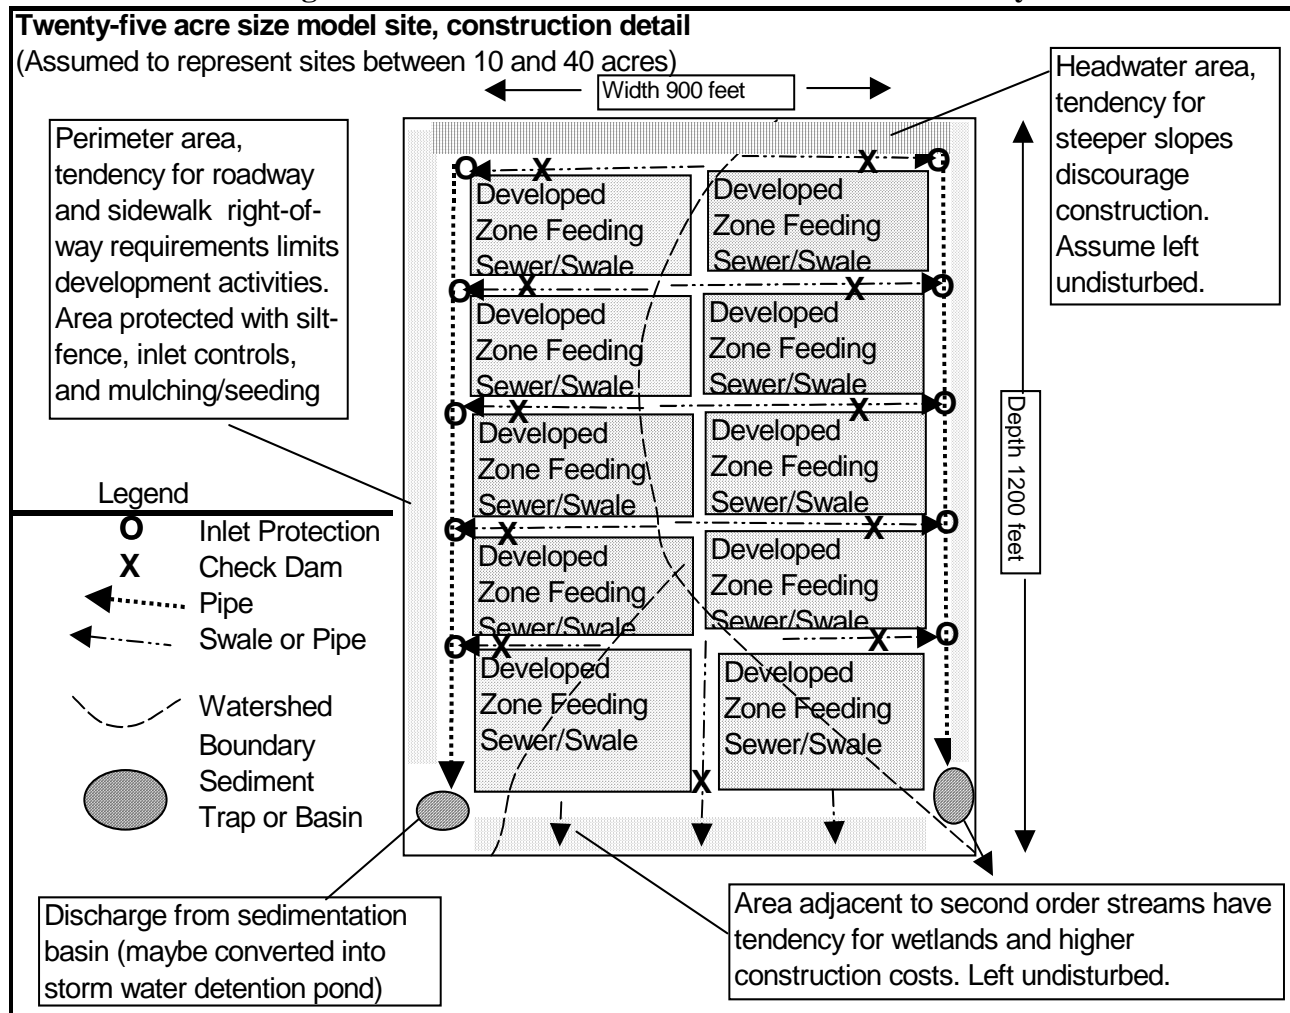 Twenty-five acre size model site, construction detail
(Assumed to represent sites between 10 and 40 acres)
Width 900 feet
Headwater area,
tendency for
steeper slopes
discourage
construction.
Assume left
undisturbed.
Perimeter area,
tendency for roadway
and sidewalk right-of-
way requirements limits
development activities.
Area protected with silt-
fence, inlet controls,
and mulching/seeding
O
X
X
O
Developed
Zone Feeding
Sewer/Swale
Developed
Zone Feeding
Sewer/Swale
O
X
X
O
Developed
Zone Feeding
Sewer/Swale
Developed
Zone Feeding
Sewer/Swale
O
X
X
O
Developed
Zone Feeding
Sewer/Swale
Developed
Zone Feeding
Sewer/Swale
O
X
X
O
Developed
Zone Feeding
Sewer/Swale
Developed
Zone Feeding
Sewer/Swale
O
X
X
O
Developed
Zone Feeding
Sewer/Swale
Developed
Zone Feeding
Sewer/Swale
X
Depth 1200 feet
Legend
O Inlet Protection
X Check Dam
Pipe
Swale or Pipe
Watershed
Boundary
Sediment
Trap or Basin
Discharge from sedimentation
basin (maybe converted into
storm water detention pond)
Area adjacent to second order streams have
tendency for wetlands and higher
construction costs. Left undisturbed.